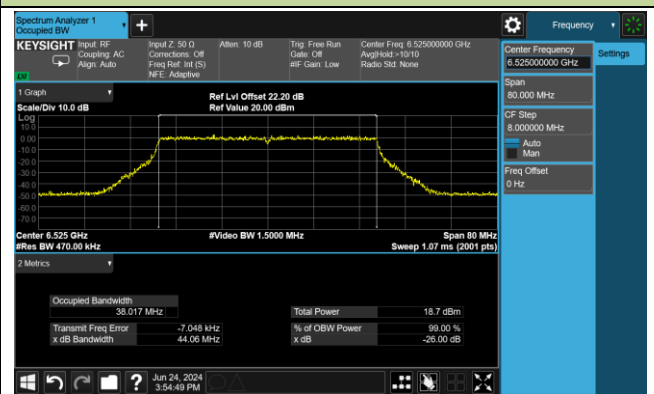 Spectrum Analyzer 1
Occupied BW
Frequency
KEYSIGHT
Input: RF
Coupling: AC
Align: Auto
Input Z: 50 Ω
Corrections: Off
Freq Ref: Int (S)
NFE: Adaptive
Atten: 10 dB
Trig: Free Run
Gate: Off
#IF Gain: Low
Center Freq: 6.525000000 GHz
Avg|Hold:>10/10
Radio Std: None
Center Frequency
6.525000000 GHz
Settings
Span
80.000 MHz
CF Step
8.000000 MHz
Auto
Man
Freq Offset
0 Hz
1 Graph
Scale/Div 10.0 dB
Ref Lvl Offset 22.20 dB
Ref Value 20.00 dBm
Log
10.0
0.00
-10.0
-20.0
-30.0
-40.0
-50.0
-60.0
-70.0
Center 6.525 GHz
#Res BW 470.00 kHz
#Video BW 1.5000 MHz
Span 80 MHz
Sweep 1.07 ms (2001 pts)
2 Metrics
Occupied Bandwidth
38.017 MHz
Total Power 18.7 dBm
Transmit Freq Error -7.048 kHz
% of OBW Power 99.00 %
x dB Bandwidth 44.06 MHz
x dB -26.00 dB
Jun 24, 2024
3:54:49 PM